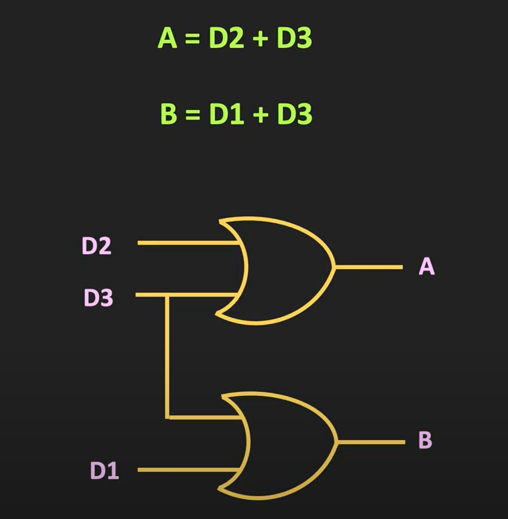 A = D2 + D3
B = D1 + D3
D2
A
D3
B
D1